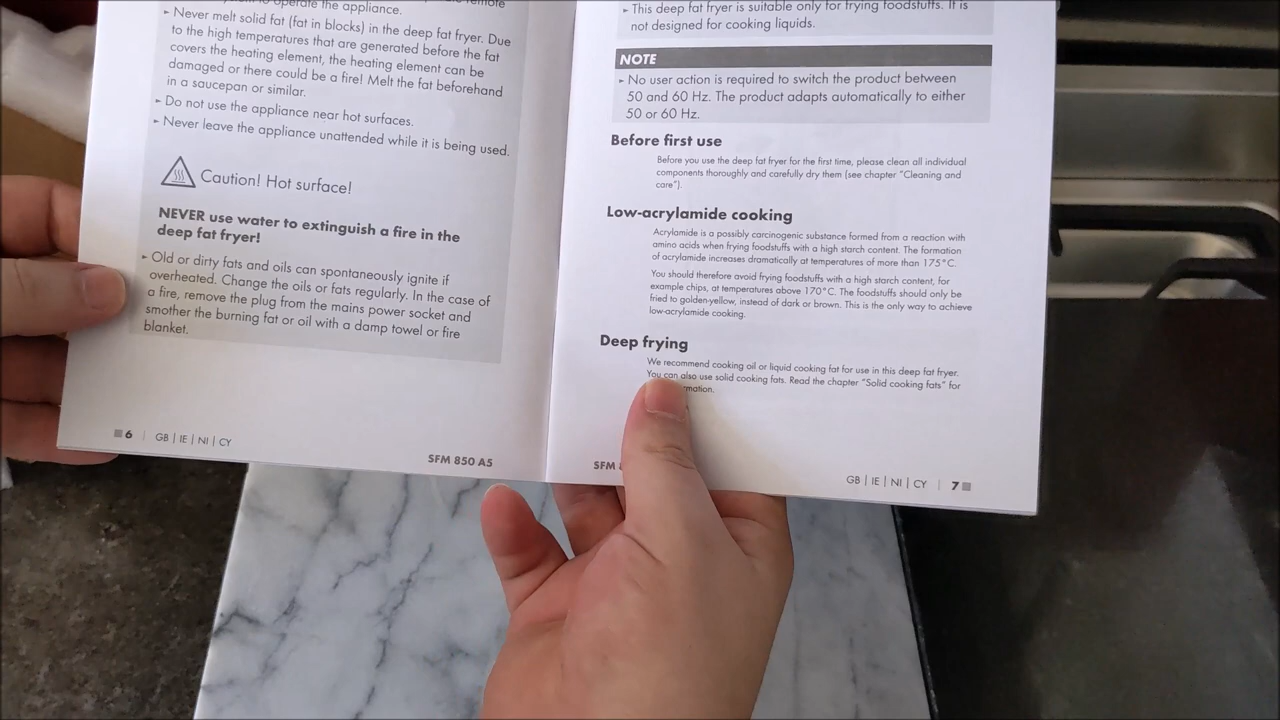 to operate the appliance.
► Never melt solid fat (fat in blocks) in the deep fat fryer. Due
to the high temperatures that are generated before the fat
covers the heating element, the heating element can be
damaged or there could be a fire! Melt the fat beforehand
in a saucepan or similar.
► Do not use the appliance near hot surfaces.
► Never leave the appliance unattended while it is being used.
Caution! Hot surface!
NEVER use water to extinguish a fire in the
deep fat fryer!
► Old or dirty fats and oils can spontaneously ignite if
overheated. Change the oils or fats regularly. In the case of
a fire, remove the plug from the mains power socket and
smother the burning fat or oil with a damp towel or fire
blanket.
■ 6 | GB | IE | NI | CY
SFM 850 A5
► This deep fat fryer is suitable only for frying foodstuffs. It is
not designed for cooking liquids.
NOTE
► No user action is required to switch the product between
50 and 60 Hz. The product adapts automatically to either
50 or 60 Hz.
Before first use
Before you use the deep fat fryer for the first time, please clean all individual
components thoroughly and carefully dry them (see chapter “Cleaning and
care”).
Low-acrylamide cooking
Acrylamide is a possibly carcinogenic substance formed from a reaction with
amino acids when frying foodstuffs with a high starch content. The formation
of acrylamide increases dramatically at temperatures of more than 175°C.
You should therefore avoid frying foodstuffs with a high starch content, for
example chips, at temperatures above 170°C. The foodstuffs should only be
fried to golden-yellow, instead of dark or brown. This is the only way to achieve
low-acrylamide cooking.
Deep frying
We recommend cooking oil or liquid cooking fat for use in this deep fat fryer.
You can also use solid cooking fats. Read the chapter “Solid cooking fats” for
SFM
GB | IE | NI | CY | 7 ■